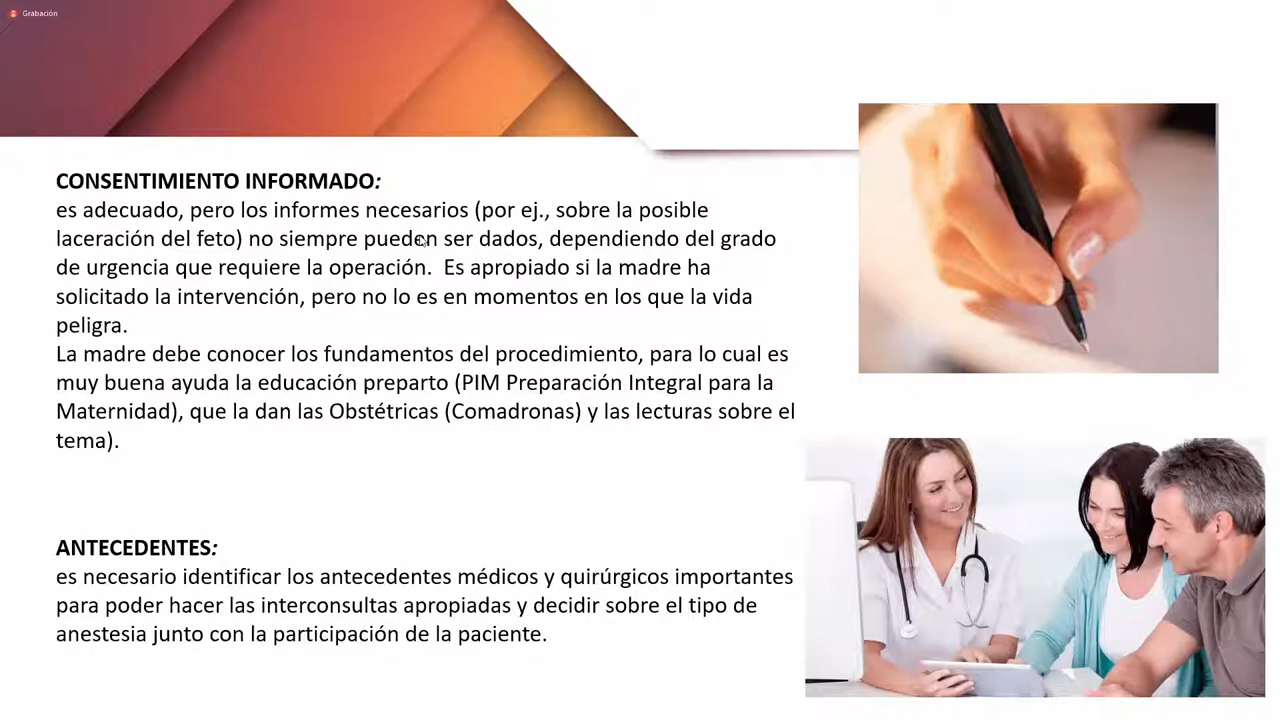 Grabación
CONSENTIMIENTO INFORMADO:
es adecuado, pero los informes necesarios (por ej., sobre la posible
laceración del feto) no siempre pueden ser dados, dependiendo del grado
de urgencia que requiere la operación.  Es apropiado si la madre ha
solicitado la intervención, pero no lo es en momentos en los que la vida
peligra.
La madre debe conocer los fundamentos del procedimiento, para lo cual es
muy buena ayuda la educación preparto (PIM Preparación Integral para la
Maternidad), que la dan las Obstétricas (Comadronas) y las lecturas sobre el
tema).
ANTECEDENTES:
es necesario identificar los antecedentes médicos y quirúrgicos importantes
para poder hacer las interconsultas apropiadas y decidir sobre el tipo de
anestesia junto con la participación de la paciente.